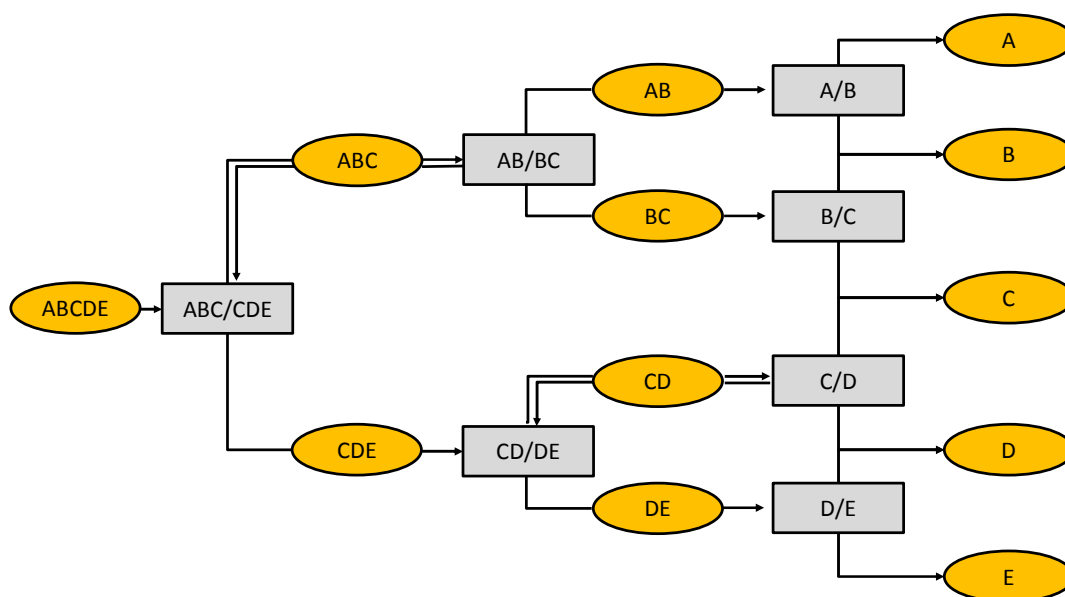 A
AB
A/B
ABC
AB/BC
B
BC
B/C
ABCDE
ABC/CDE
C
CD
C/D
CDE
CD/DE
D
DE
D/E
E